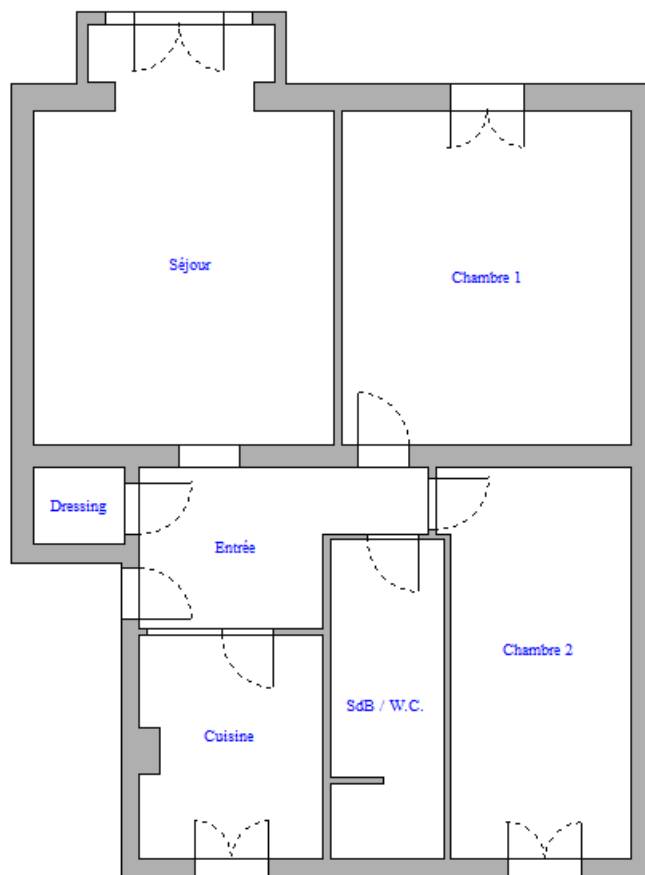 Séjour
Chambre 1
Dressing
Entrée
Chambre 2
SdB / W.C.
Cuisine